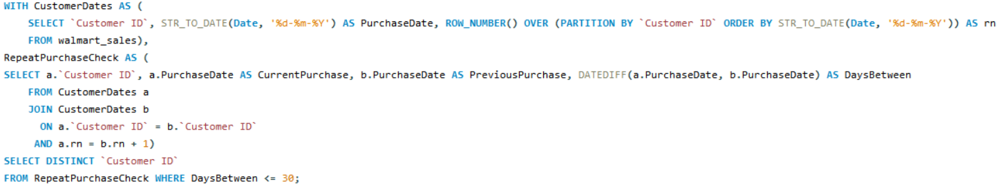 WITH CustomerDates AS (
    SELECT `Customer ID`, STR_TO_DATE(Date, '%d-%m-%Y') AS PurchaseDate, ROW_NUMBER() OVER (PARTITION BY `Customer ID` ORDER BY STR_TO_DATE(Date, '%d-%m-%Y')) AS rn
    FROM walmart_sales),
RepeatPurchaseCheck AS (
SELECT a.`Customer ID`, a.PurchaseDate AS CurrentPurchase, b.PurchaseDate AS PreviousPurchase, DATEDIFF(a.PurchaseDate, b.PurchaseDate) AS DaysBetween
    FROM CustomerDates a
    JOIN CustomerDates b
      ON a.`Customer ID` = b.`Customer ID`
     AND a.rn = b.rn + 1)
SELECT DISTINCT `Customer ID`
FROM RepeatPurchaseCheck WHERE DaysBetween <= 30;